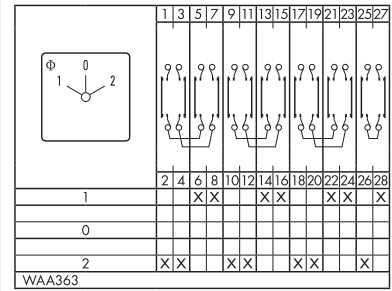 1 3 5 7 9 11 13 15 17 19 21 23 25 27
Φ 0
1 2
2 4 6 8 10 12 14 16 18 20 22 24 26 28
1 X X X X X X X
0
2 X X X X X X X
WAA363